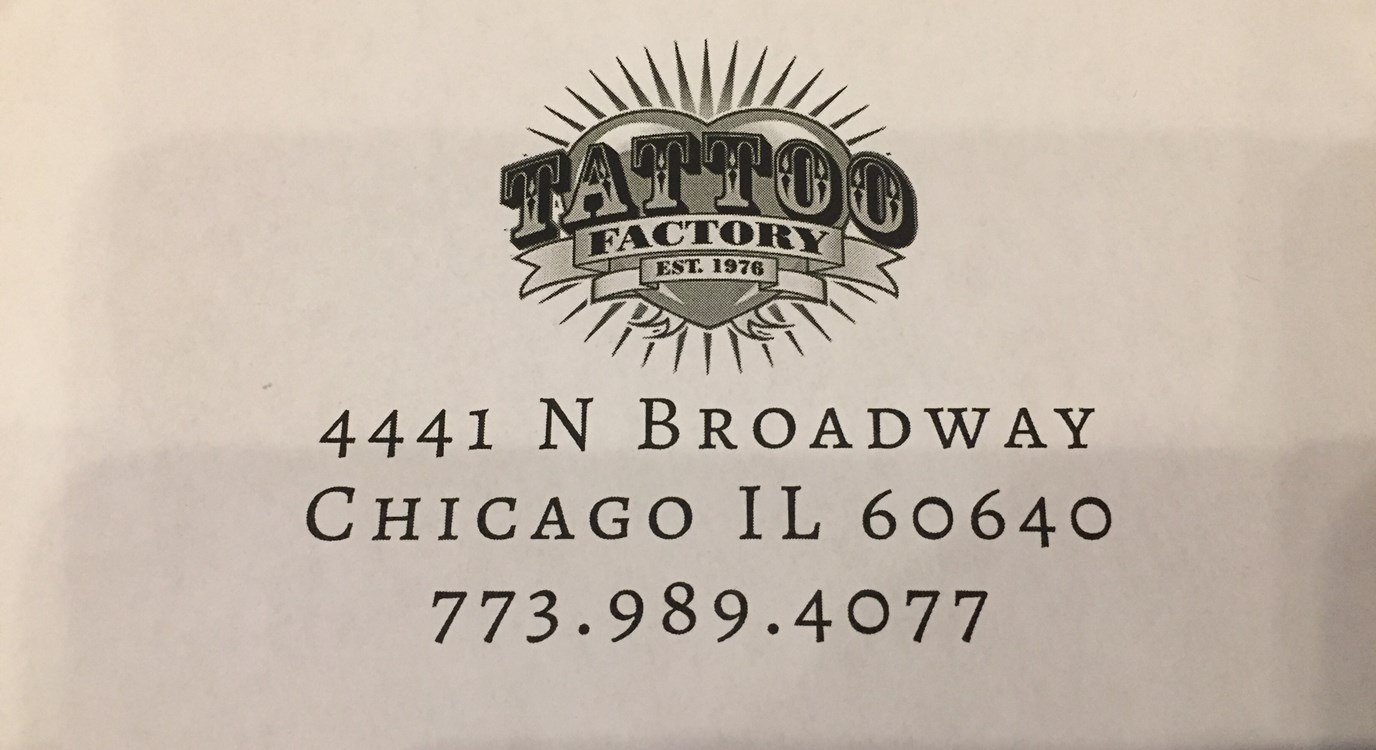 TATTOO
FACTORY
EST. 1976
4441 N BROADWAY
CHICAGO IL 60640
773.989.4077